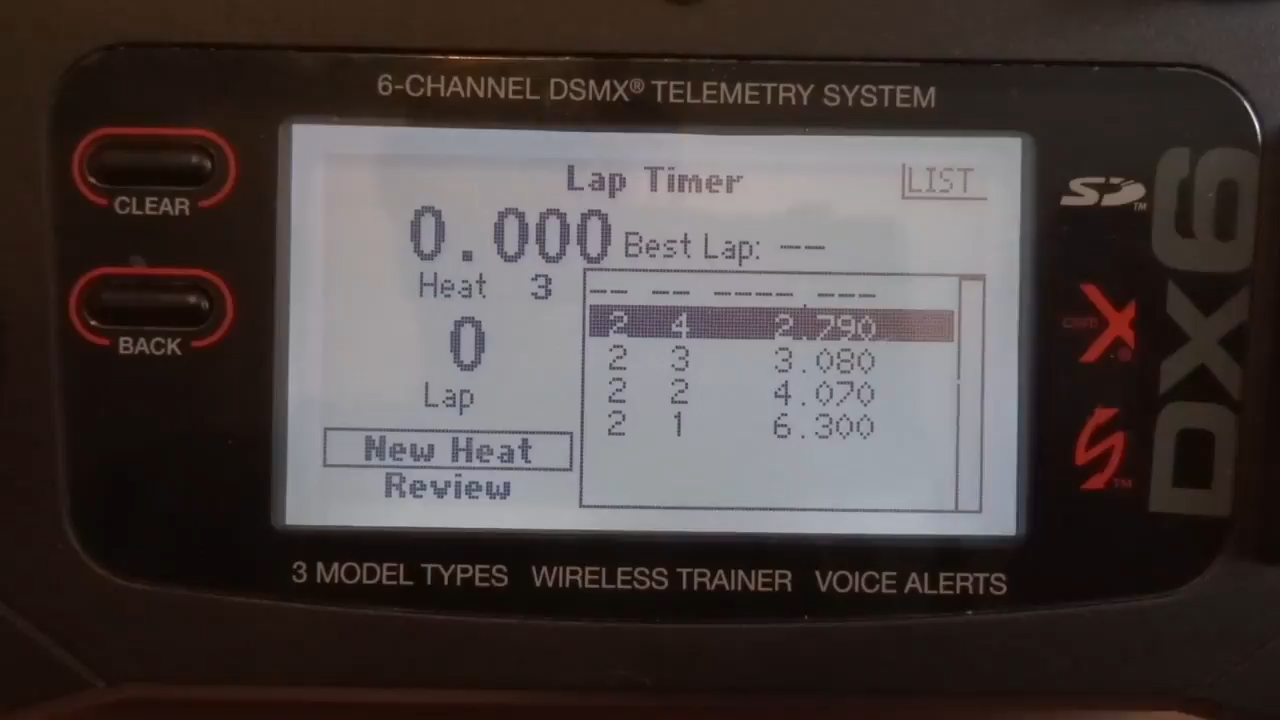 6-CHANNEL DSMX® TELEMETRY SYSTEM
CLEAR
BACK
Lap Timer
LIST
0.000
Best Lap: -- --
Heat 3
0
Lap
New Heat
Review
-- -- -- -- ---- . ---
2 4 2.790
2 3 3.080
2 2 4.070
2 1 6.300
SD™
X®
™
DX6
3 MODEL TYPES WIRELESS TRAINER VOICE ALERTS